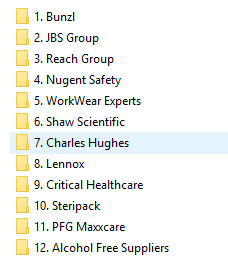 1. Bunzl
2. JBS Group
3. Reach Group
4. Nugent Safety
5. WorkWear Experts
6. Shaw Scientific
7. Charles Hughes
8. Lennox
9. Critical Healthcare
10. Steripack
11. PFG Maxxcare
12. Alcohol Free Suppliers